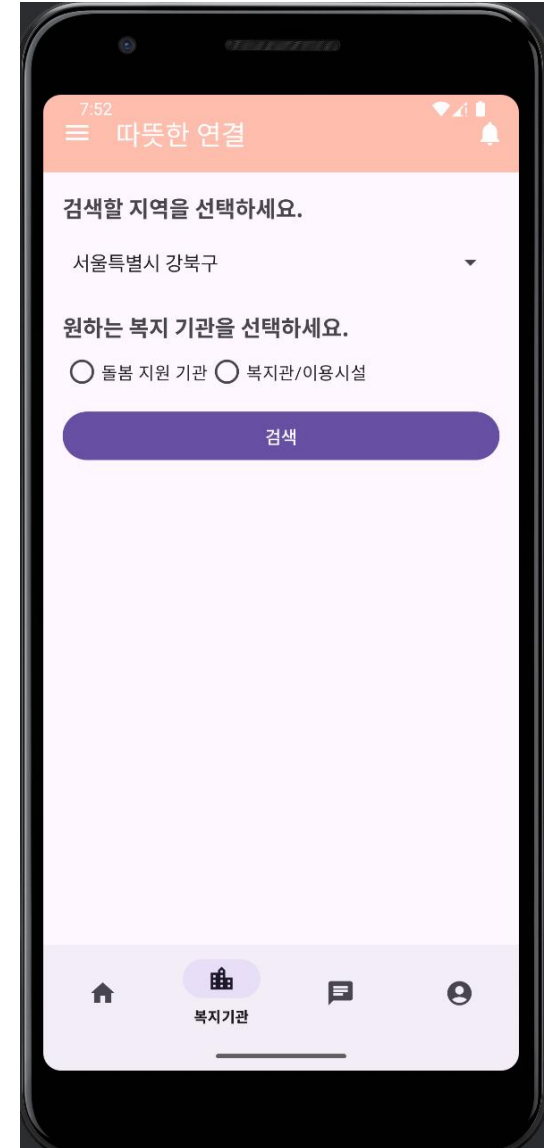 7:52
따뜻한 연결
검색할 지역을 선택하세요.
서울특별시 강북구
원하는 복지 기관을 선택하세요.
돌봄 지원 기관 복지관/이용시설
검색
복지기관